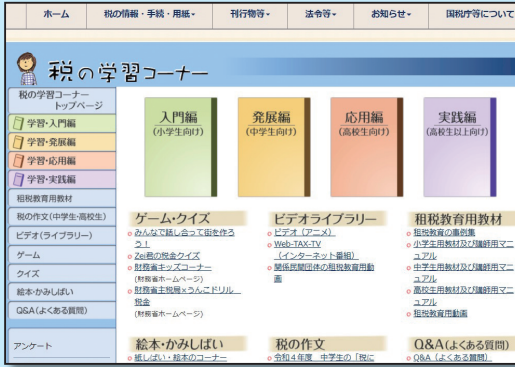 ホーム 税の情報・手続・用紙 刊行物等 法令等 お知らせ 国税庁等について
税の学習コーナー
税の学習コーナー
トップページ
学習・入門編
学習・発展編
学習・応用編
学習・実践編
租税教育用教材
税の作文(中学生・高校生)
ビデオ(ライブラリー)
ゲーム
クイズ
絵本・かみしばい
Q&A(よくある質問)
アンケート
入門編
(小学生向け)
発展編
(中学生向け)
応用編
(高校生向け)
実践編
(高校生以上向け)
ゲーム・クイズ
みんなで話し合って街を作ろ
う!
Zei君の税金クイズ
財務省キッズコーナー
(財務省ホームページ)
財務省主税局×うんこドリル
税金
(財務省ホームページ)
ビデオライブラリー
ビデオ(アニメ)
Web-TAX-TV
(インターネット番組)
関係民間団体の租税教育用動
画
租税教育用教材
租税教育の事例集
小学生用教材及び講師用マニ
ュアル
中学生用教材及び講師用マニ
ュアル
高校生用教材及び講師用マニ
ュアル
租税教育用動画
絵本・かみしばい
紙しばい・絵本のコーナー
税の作文
令和4年度 中学生の「税に
Q&A(よくある質問)
Q&A(よくある質問)